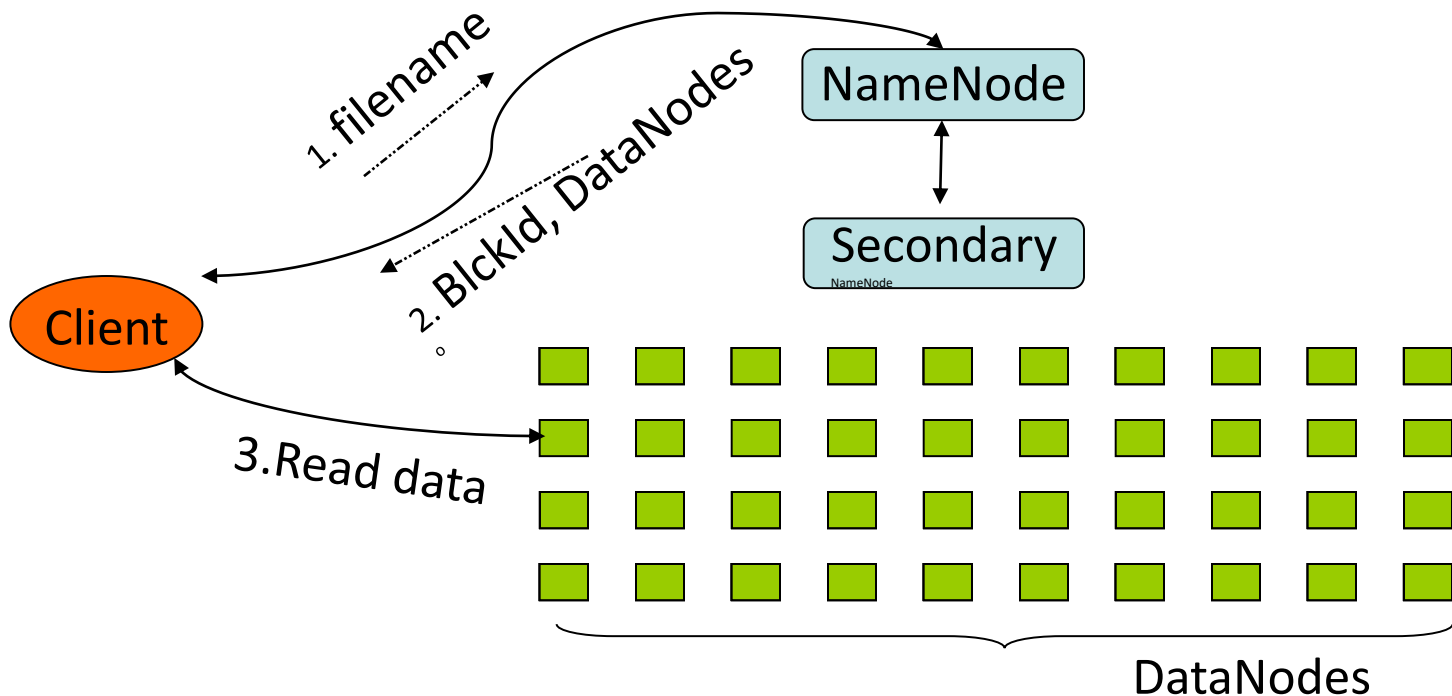 1. filename
NameNode
2. BlckId, DataNodes
o
Secondary
NameNode
Client
3.Read data
DataNodes